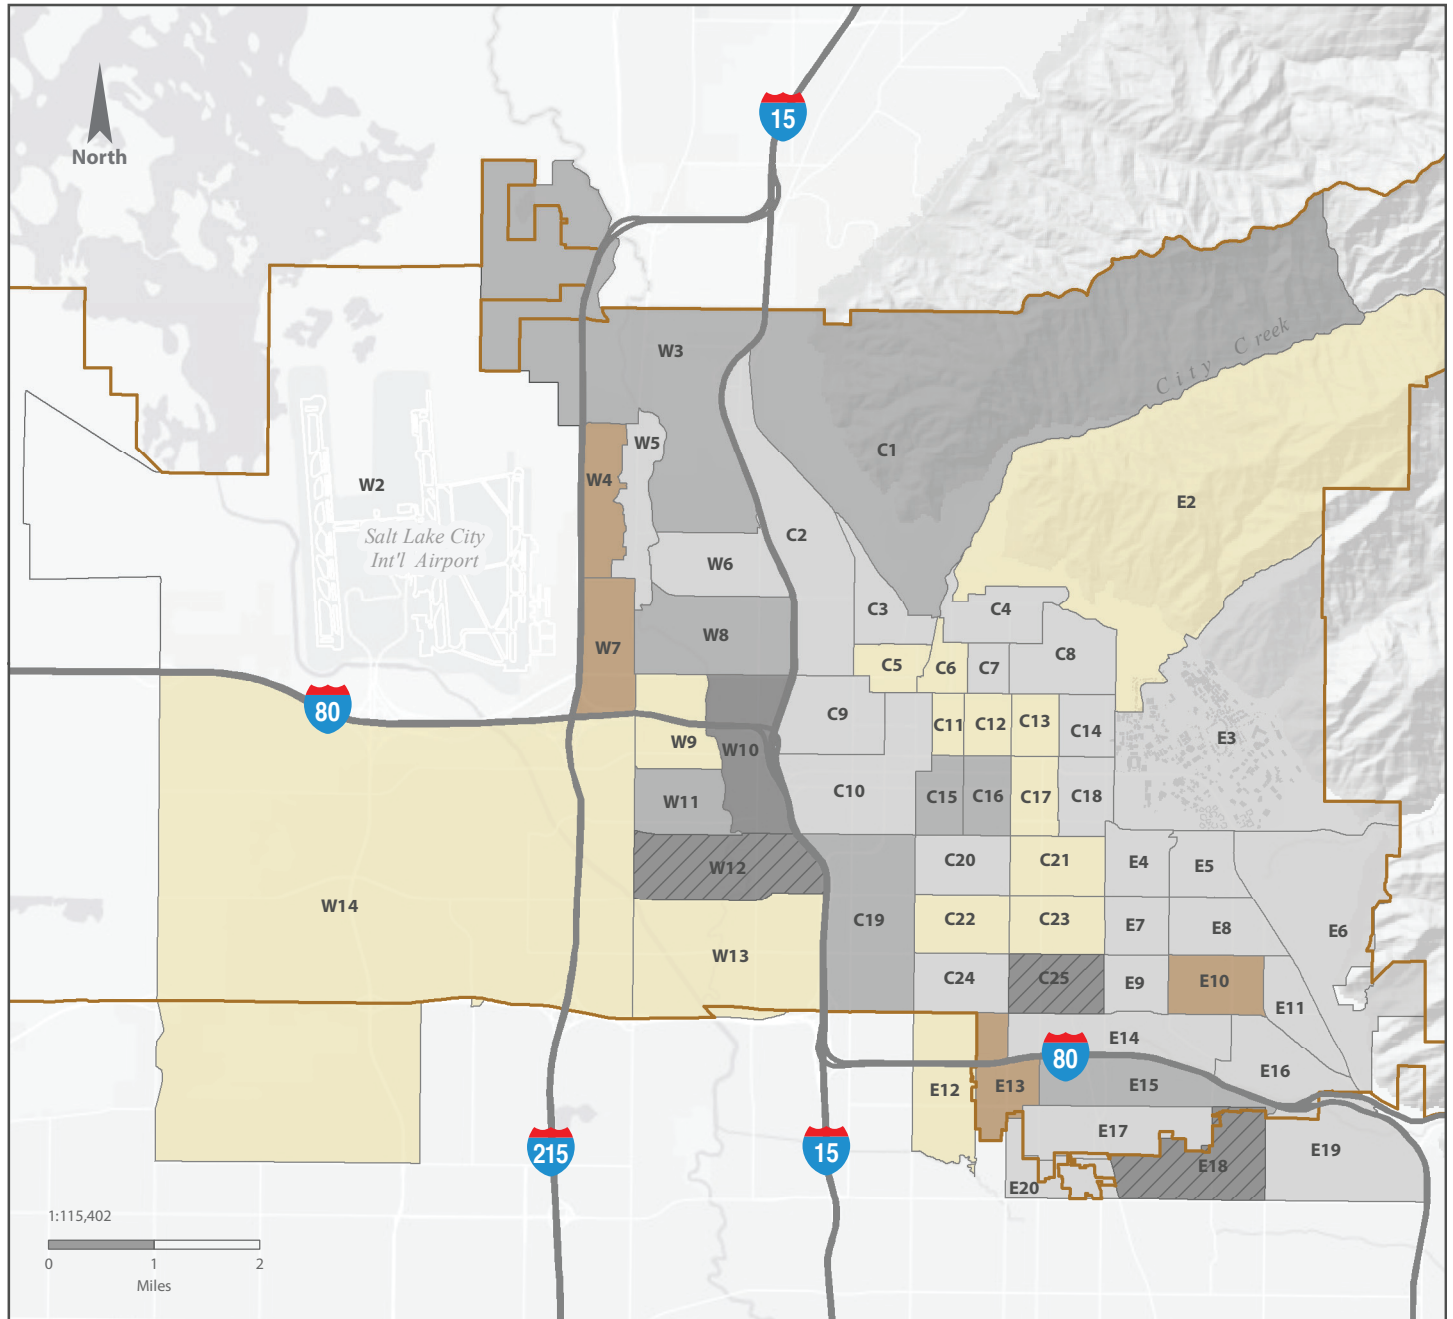 15
North
W3
City Creek
W5
C1
W4
W2
E2
Salt Lake City
Int'l Airport
C2
W6
C3
C4
W8
W7
C8
C5
C6
C7
80
C9
C11
C12
C13
C14
E3
W9
W10
C10
W11
C15
C16
C17
C18
W12
C20
C21
E4
E5
W14
C19
C22
C23
E7
E8
E6
W13
C24
C25
E9
E10
E11
E14
80
E12
E13
E15
E16
E17
215
15
E18
E19
E20
1:115,402
0
1
2
Miles